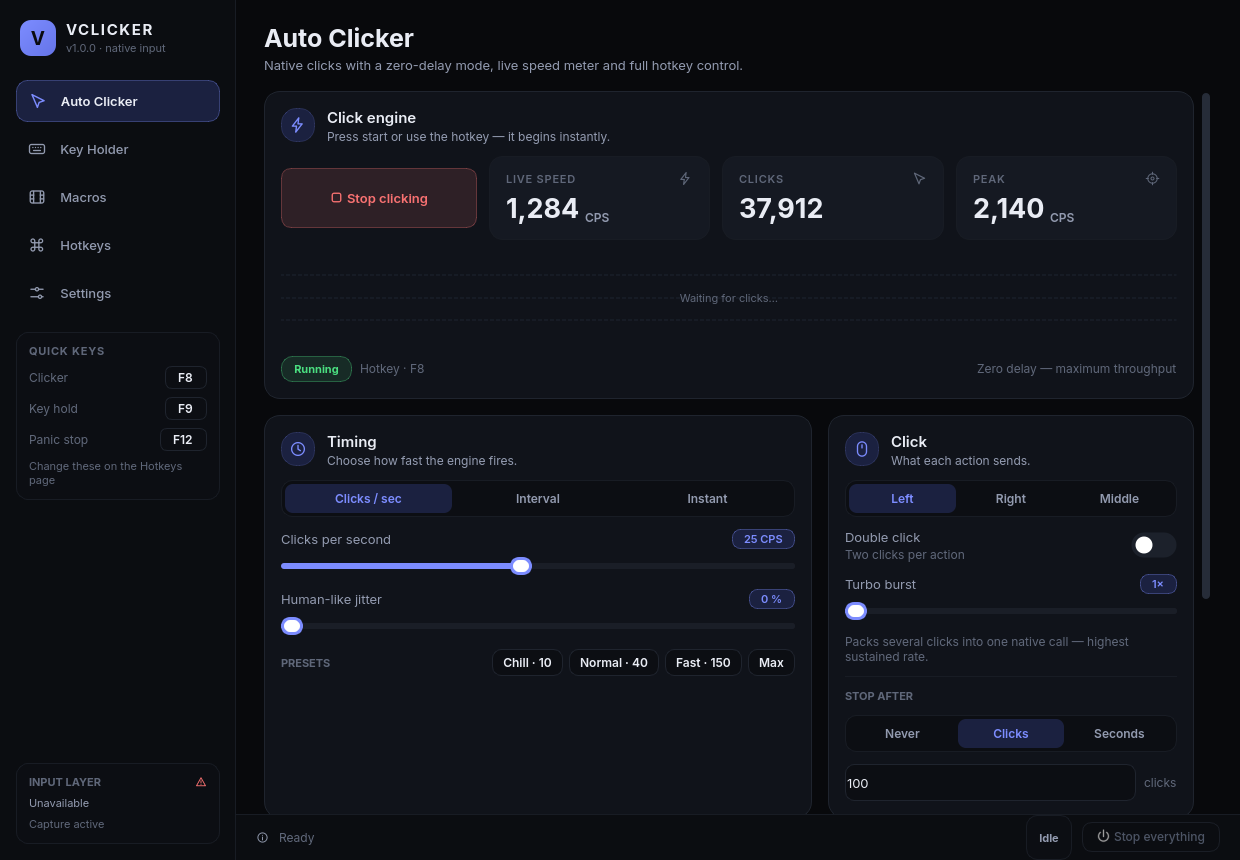 V
VCLICKER
v1.0.0 · native input
Auto Clicker
Key Holder
Macros
Hotkeys
Settings
QUICK KEYS
Clicker F8
Key hold F9
Panic stop F12
Change these on the Hotkeys
page
INPUT LAYER
Unavailable
Capture active
Auto Clicker
Native clicks with a zero-delay mode, live speed meter and full hotkey control.
Click engine
Press start or use the hotkey — it begins instantly.
Stop clicking
LIVE SPEED
1,284 CPS
CLICKS
37,912
PEAK
2,140 CPS
Waiting for clicks...
Running Hotkey · F8 Zero delay — maximum throughput
Timing
Choose how fast the engine fires.
Clicks / sec Interval Instant
Clicks per second 25 CPS
Human-like jitter 0 %
PRESETS Chill · 10 Normal · 40 Fast · 150 Max
Click
What each action sends.
Left Right Middle
Double click
Two clicks per action
Turbo burst 1×
Packs several clicks into one native call — highest
sustained rate.
STOP AFTER
Never Clicks Seconds
100 clicks
Ready Idle Stop everything